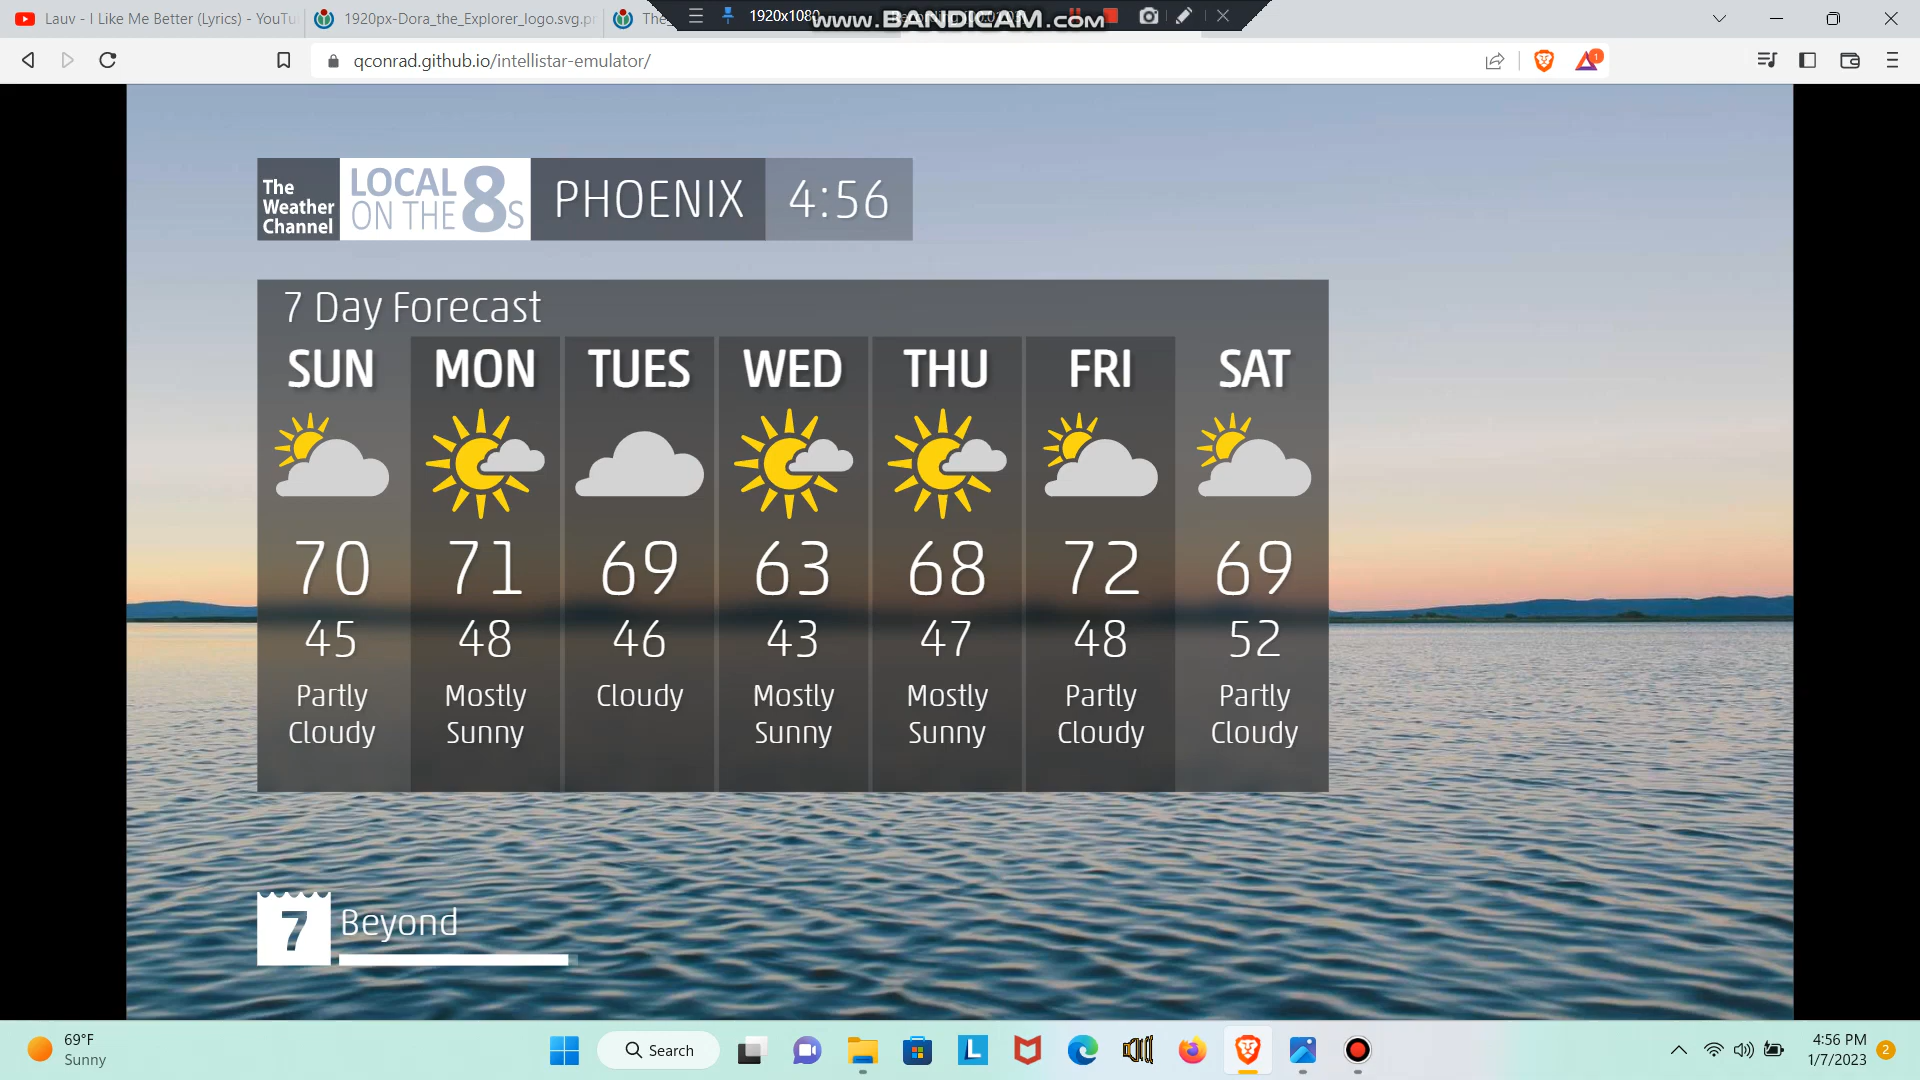 Lauv - I Like Me Better (Lyrics) - YouTu
1920px-Dora_the_Explorer_logo.svg.pn
The_
1920x1080
www.BANDICAM.com
qconrad.github.io/intellistar-emulator/
1
The
Weather
Channel
LOCAL
ON THE 8s
PHOENIX
4:56
7 Day Forecast
SUN MON TUES WED THU FRI SAT
70 71 69 63 68 72 69
45 48 46 43 47 48 52
Partly Mostly Cloudy Mostly Mostly Partly Partly
Cloudy Sunny Sunny Sunny Cloudy Cloudy
7 Beyond
69°F
Sunny
Search
L
4:56 PM
1/7/2023
2